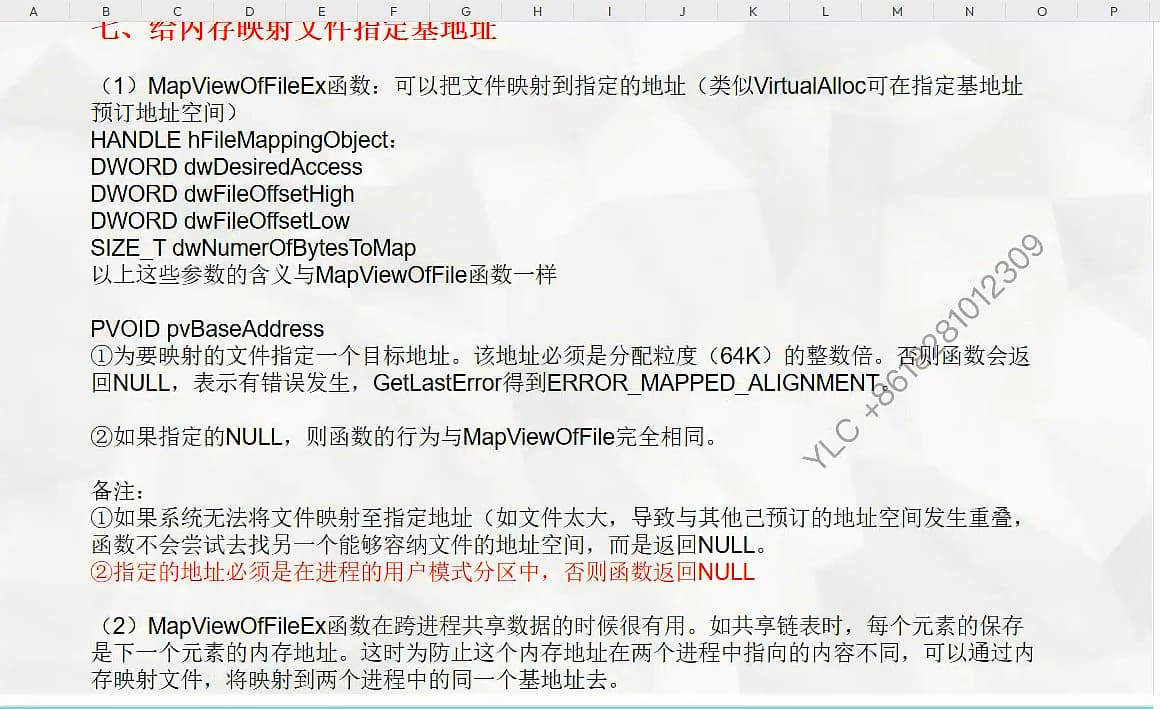 A B C D E F G H I J K L M N O P
七、给内存映射文件指定基地址
（1）MapViewOfFileEx函数：可以把文件映射到指定的地址（类似VirtualAlloc可在指定基地址
预订地址空间）
HANDLE hFileMappingObject：
DWORD dwDesiredAccess
DWORD dwFileOffsetHigh
DWORD dwFileOffsetLow
SIZE_T dwNumerOfBytesToMap
以上这些参数的含义与MapViewOfFile函数一样
PVOID pvBaseAddress
①为要映射的文件指定一个目标地址。该地址必须是分配粒度（64K）的整数倍。否则函数会返
回NULL，表示有错误发生，GetLastError得到ERROR_MAPPED_ALIGNMENT。
②如果指定的NULL，则函数的行为与MapViewOfFile完全相同。
备注：
①如果系统无法将文件映射至指定地址（如文件太大，导致与其他己预订的地址空间发生重叠，
函数不会尝试去找另一个能够容纳文件的地址空间，而是返回NULL。
②指定的地址必须是在进程的用户模式分区中，否则函数返回NULL
（2）MapViewOfFileEx函数在跨进程共享数据的时候很有用。如共享链表时，每个元素的保存
是下一个元素的内存地址。这时为防止这个内存地址在两个进程中指向的内容不同，可以通过内
存映射文件，将映射到两个进程中的同一个基地址去。
YLC +8618281012309